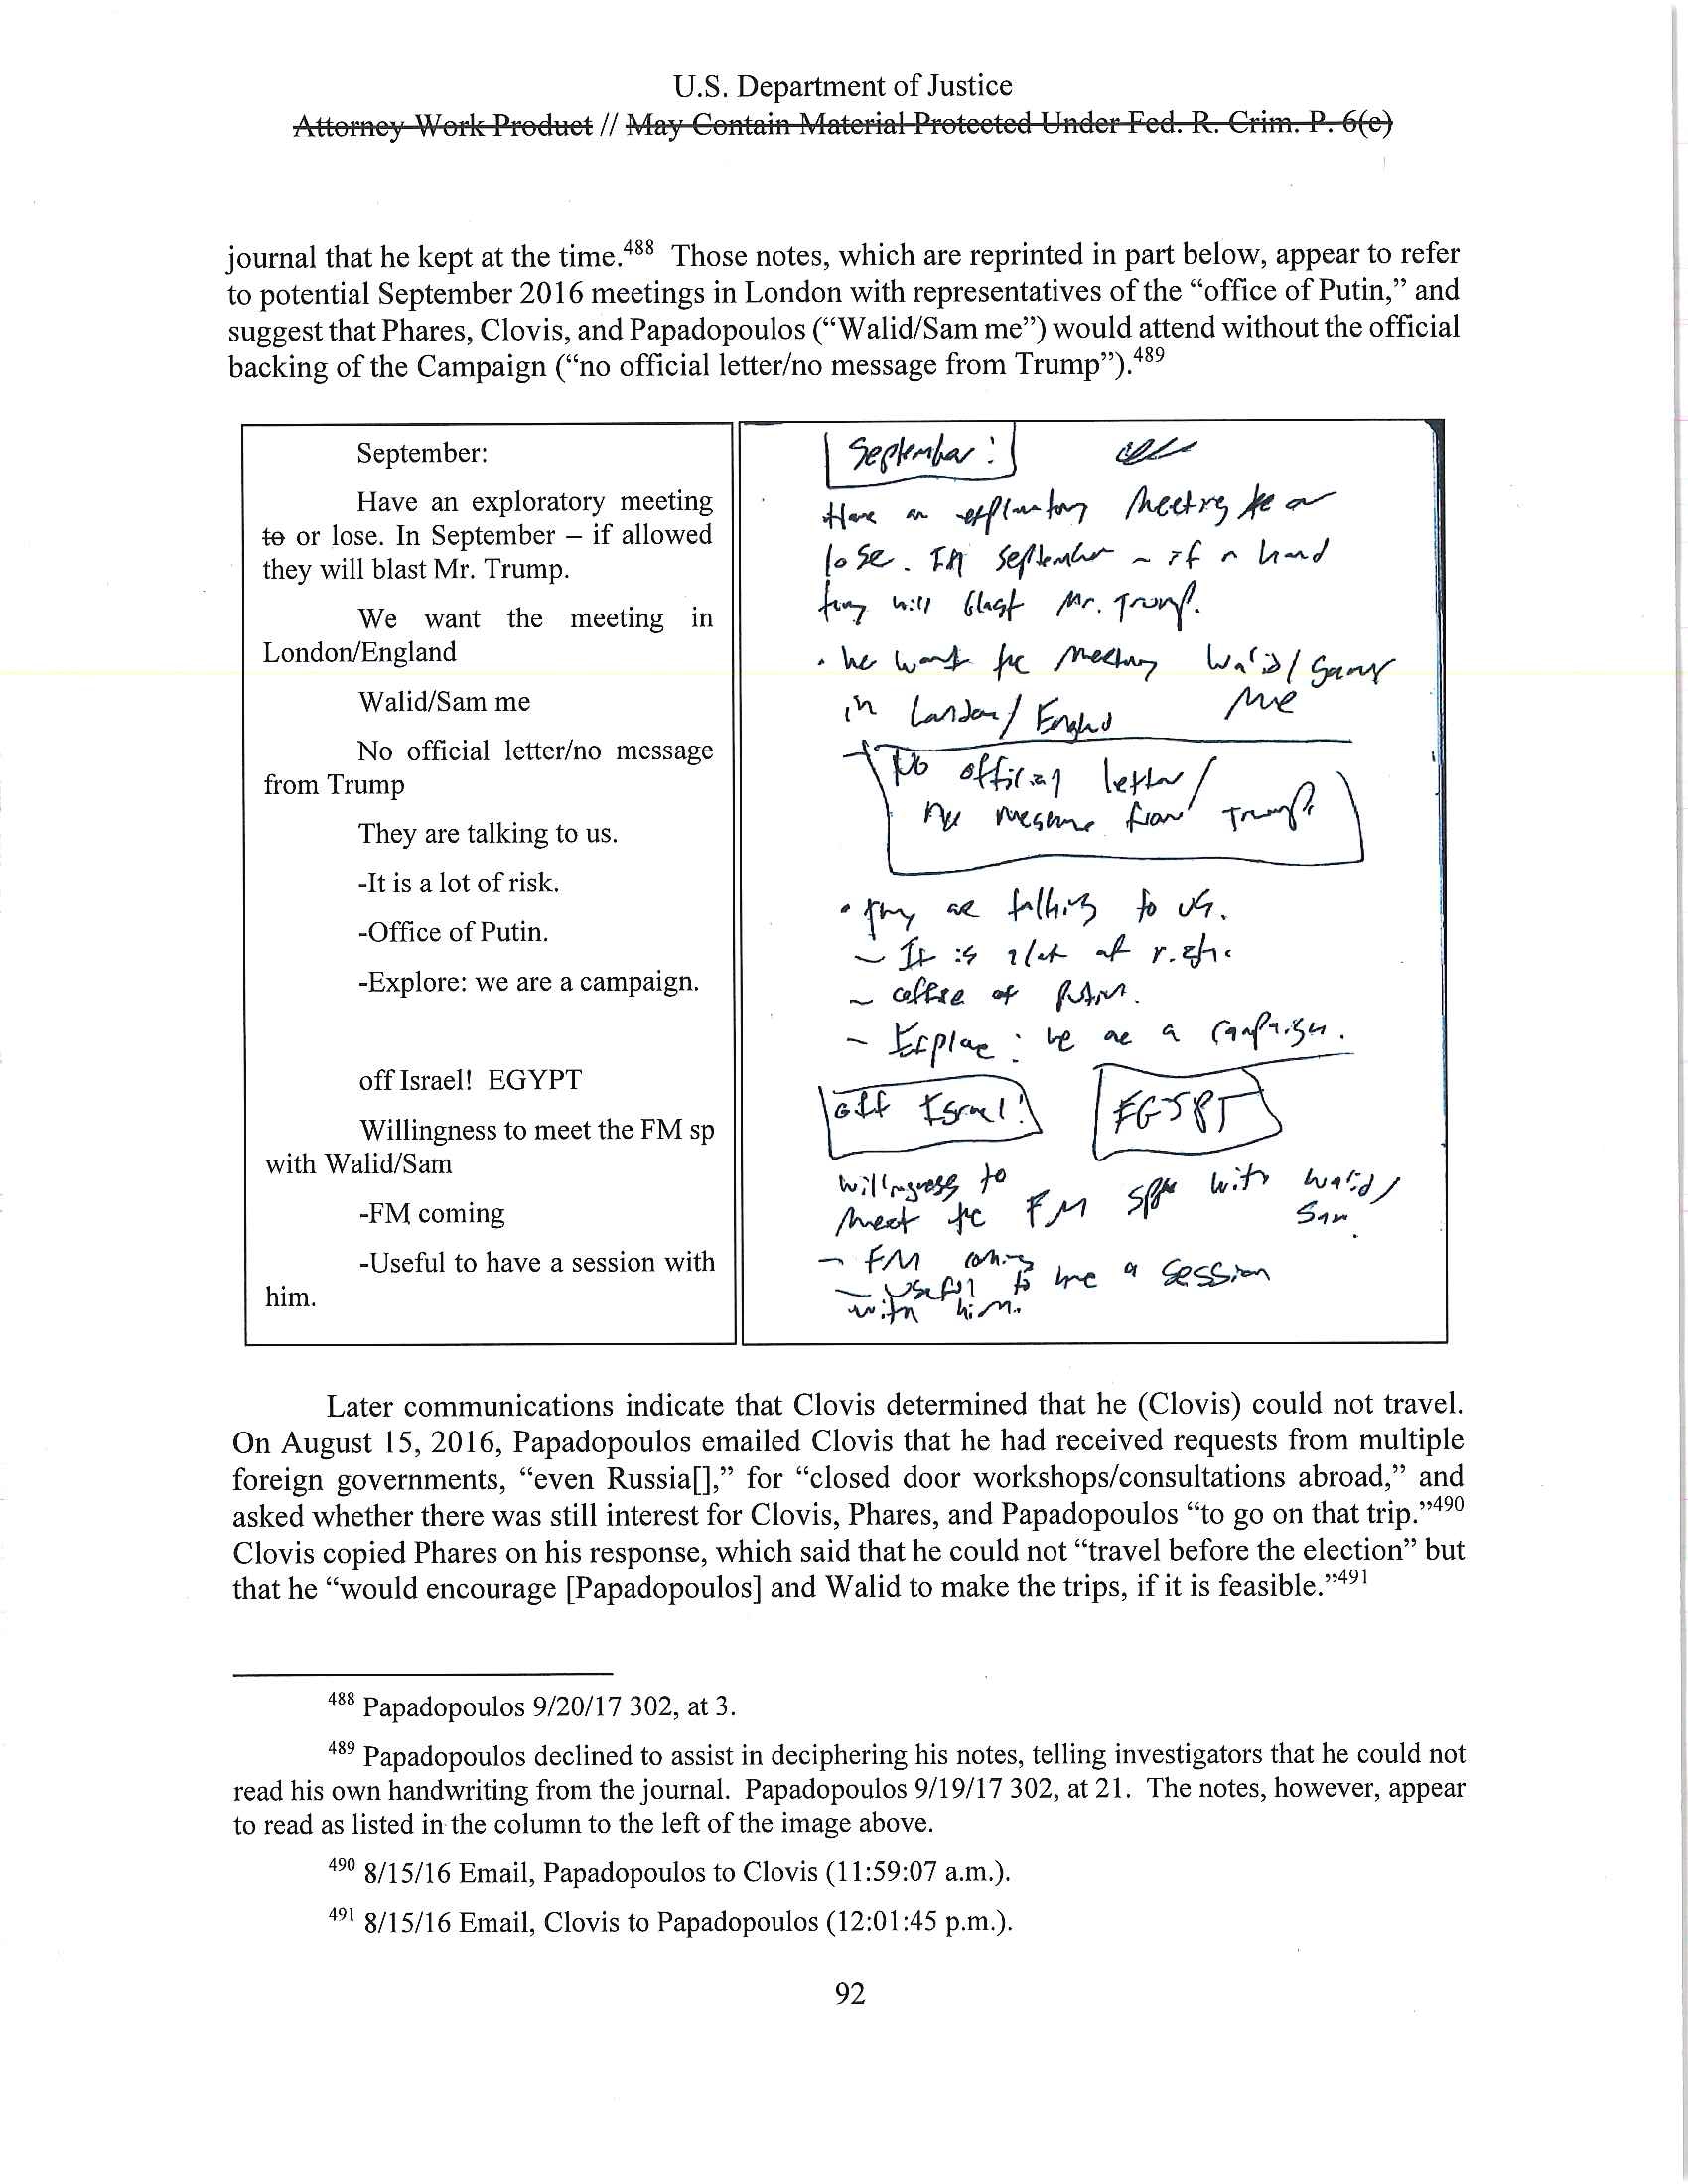 U.S. Department of Justice
Attorney Work Product // May Contain Material Protected Under Fed. R. Crim. P. 6(e)
journal that he kept at the time.488 Those notes, which are reprinted in part below, appear to refer
to potential September 2016 meetings in London with representatives of the “office of Putin,” and
suggest that Phares, Clovis, and Papadopoulos (“Walid/Sam me”) would attend without the official
backing of the Campaign (“no official letter/no message from Trump”).489
September:
Have an exploratory meeting
to or lose. In September – if allowed
they will blast Mr. Trump.
We want the meeting in
London/England
Walid/Sam me
No official letter/no message
from Trump
They are talking to us.
-It is a lot of risk.
-Office of Putin.
-Explore: we are a campaign.
off Israel! EGYPT
Willingness to meet the FM sp
with Walid/Sam
-FM coming
-Useful to have a session with
him.
September:
Have an exploratory meeting to or
lose. In September –  if
they will blast Mr. Trump.
• we want the meeting Walid/Sam
in London/England me
No official letter/
no message from Trump
• They are talking to us.
– It is a lot of risk.
– office of Putin.
– Explore: we are a campaign.
off Israel! EGYPT
willingness to
meet the FM sp with Walid/
Sam
– FM coming
– useful to have a session
with him.
Later communications indicate that Clovis determined that he (Clovis) could not travel.
On August 15, 2016, Papadopoulos emailed Clovis that he had received requests from multiple
foreign governments, “even Russia[],” for “closed door workshops/consultations abroad,” and
asked whether there was still interest for Clovis, Phares, and Papadopoulos “to go on that trip.”490
Clovis copied Phares on his response, which said that he could not “travel before the election” but
that he “would encourage [Papadopoulos] and Walid to make the trips, if it is feasible.”491
488 Papadopoulos 9/20/17 302, at 3.
489 Papadopoulos declined to assist in deciphering his notes, telling investigators that he could not
read his own handwriting from the journal. Papadopoulos 9/19/17 302, at 21. The notes, however, appear
to read as listed in the column to the left of the image above.
490 8/15/16 Email, Papadopoulos to Clovis (11:59:07 a.m.).
491 8/15/16 Email, Clovis to Papadopoulos (12:01:45 p.m.).
92